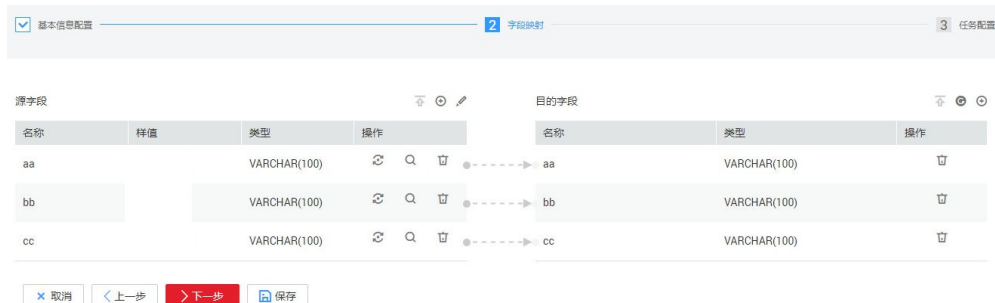 基本信息配置 2 字段映射 3 任务配置
源字段 目的字段
名称 样值 类型 操作 名称 类型 操作
aa VARCHAR(100) aa VARCHAR(100)
bb VARCHAR(100) bb VARCHAR(100)
cc VARCHAR(100) cc VARCHAR(100)
取消 上一步 下一步 保存